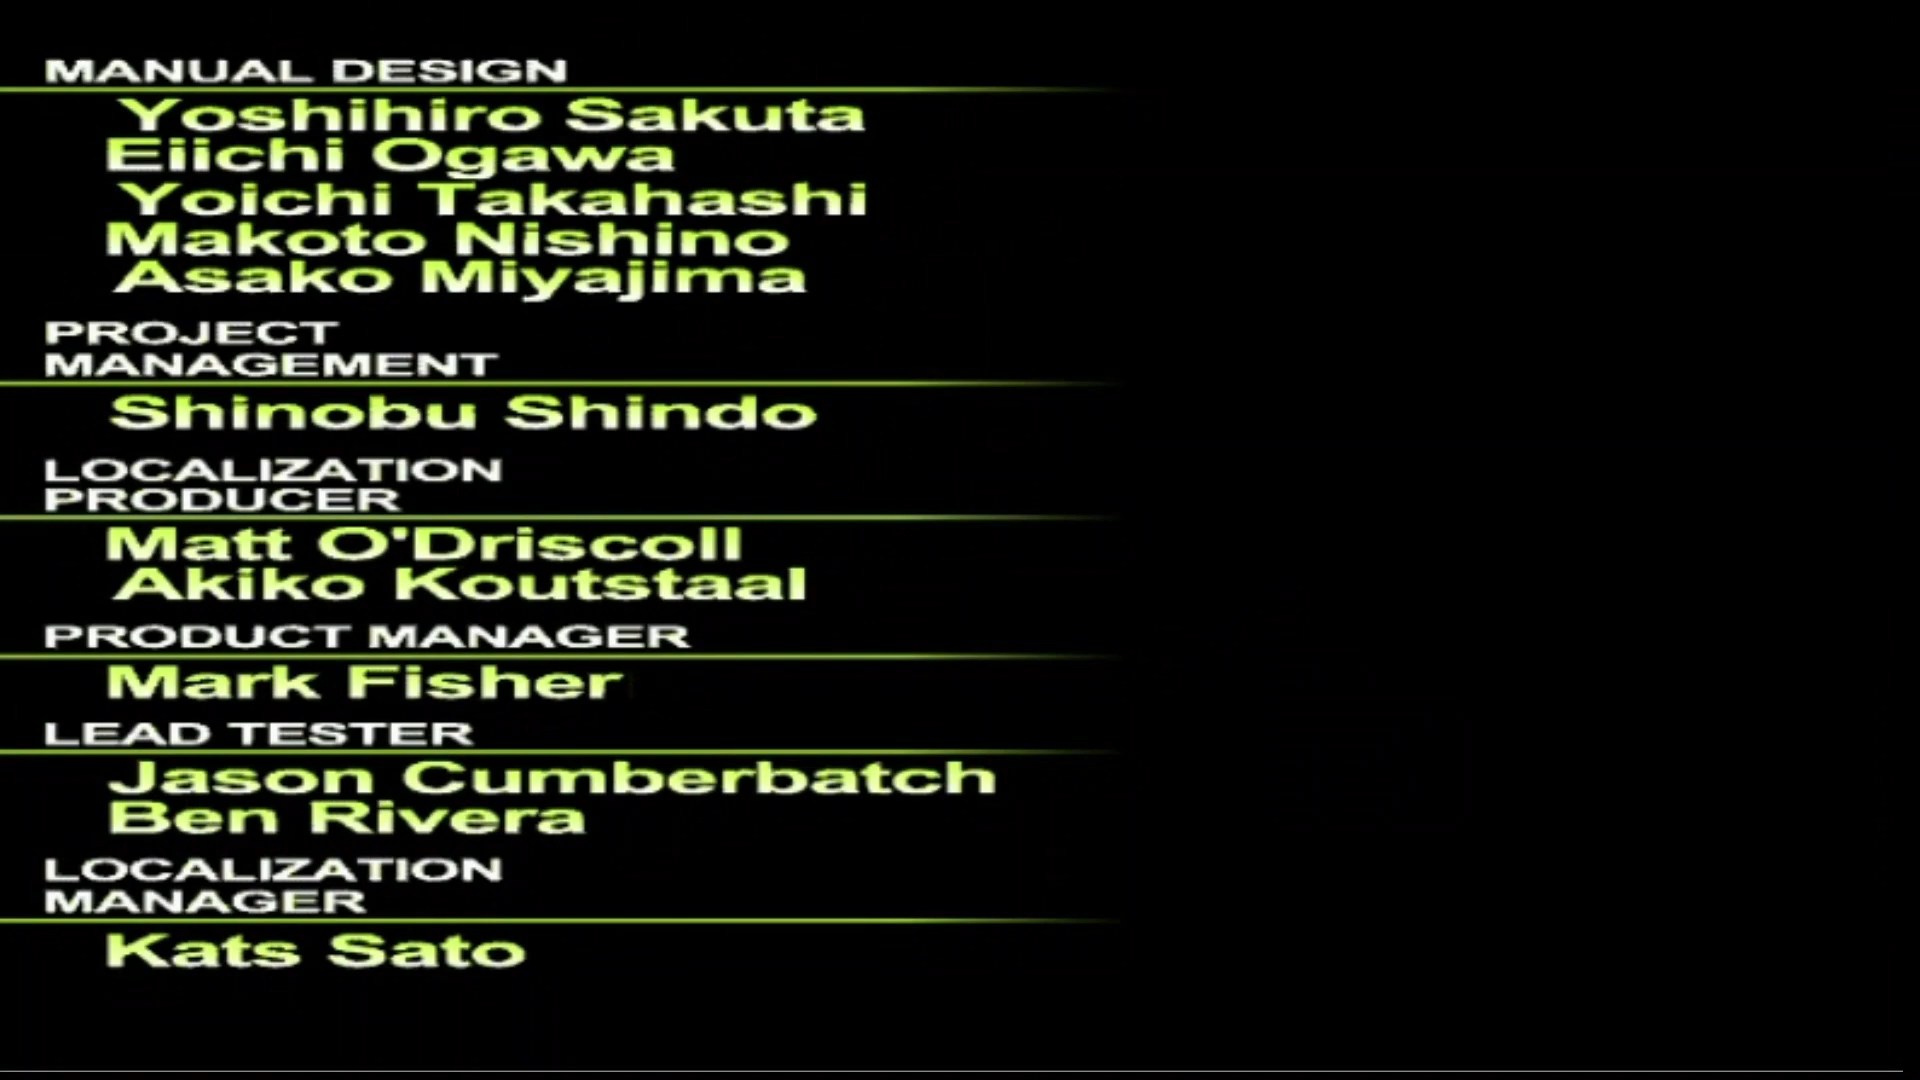 MANUAL DESIGN
Yoshihiro Sakuta
Eiichi Ogawa
Yoichi Takahashi
Makoto Nishino
Asako Miyajima
PROJECT
MANAGEMENT
Shinobu Shindo
LOCALIZATION
PRODUCER
Matt O'Driscoll
Akiko Koutstaal
PRODUCT MANAGER
Mark Fisher
LEAD TESTER
Jason Cumberbatch
Ben Rivera
LOCALIZATION
MANAGER
Kats Sato